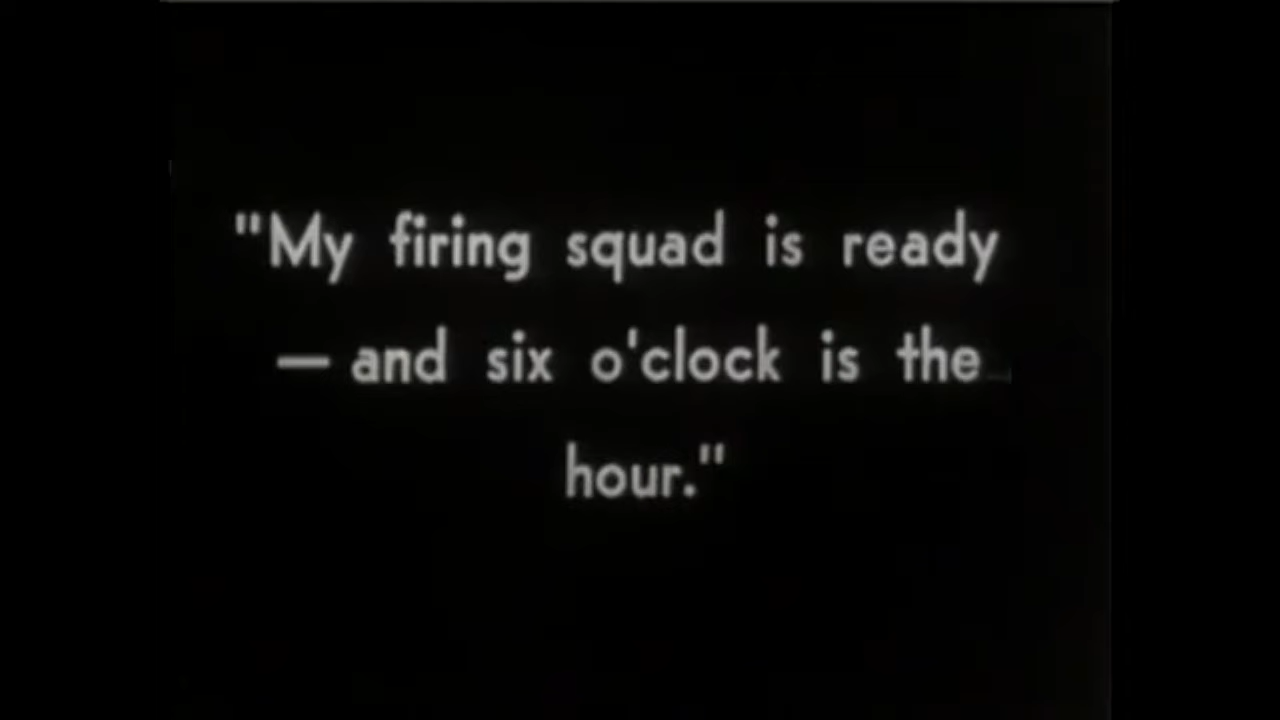 "My firing squad is ready
— and six o'clock is the
hour."